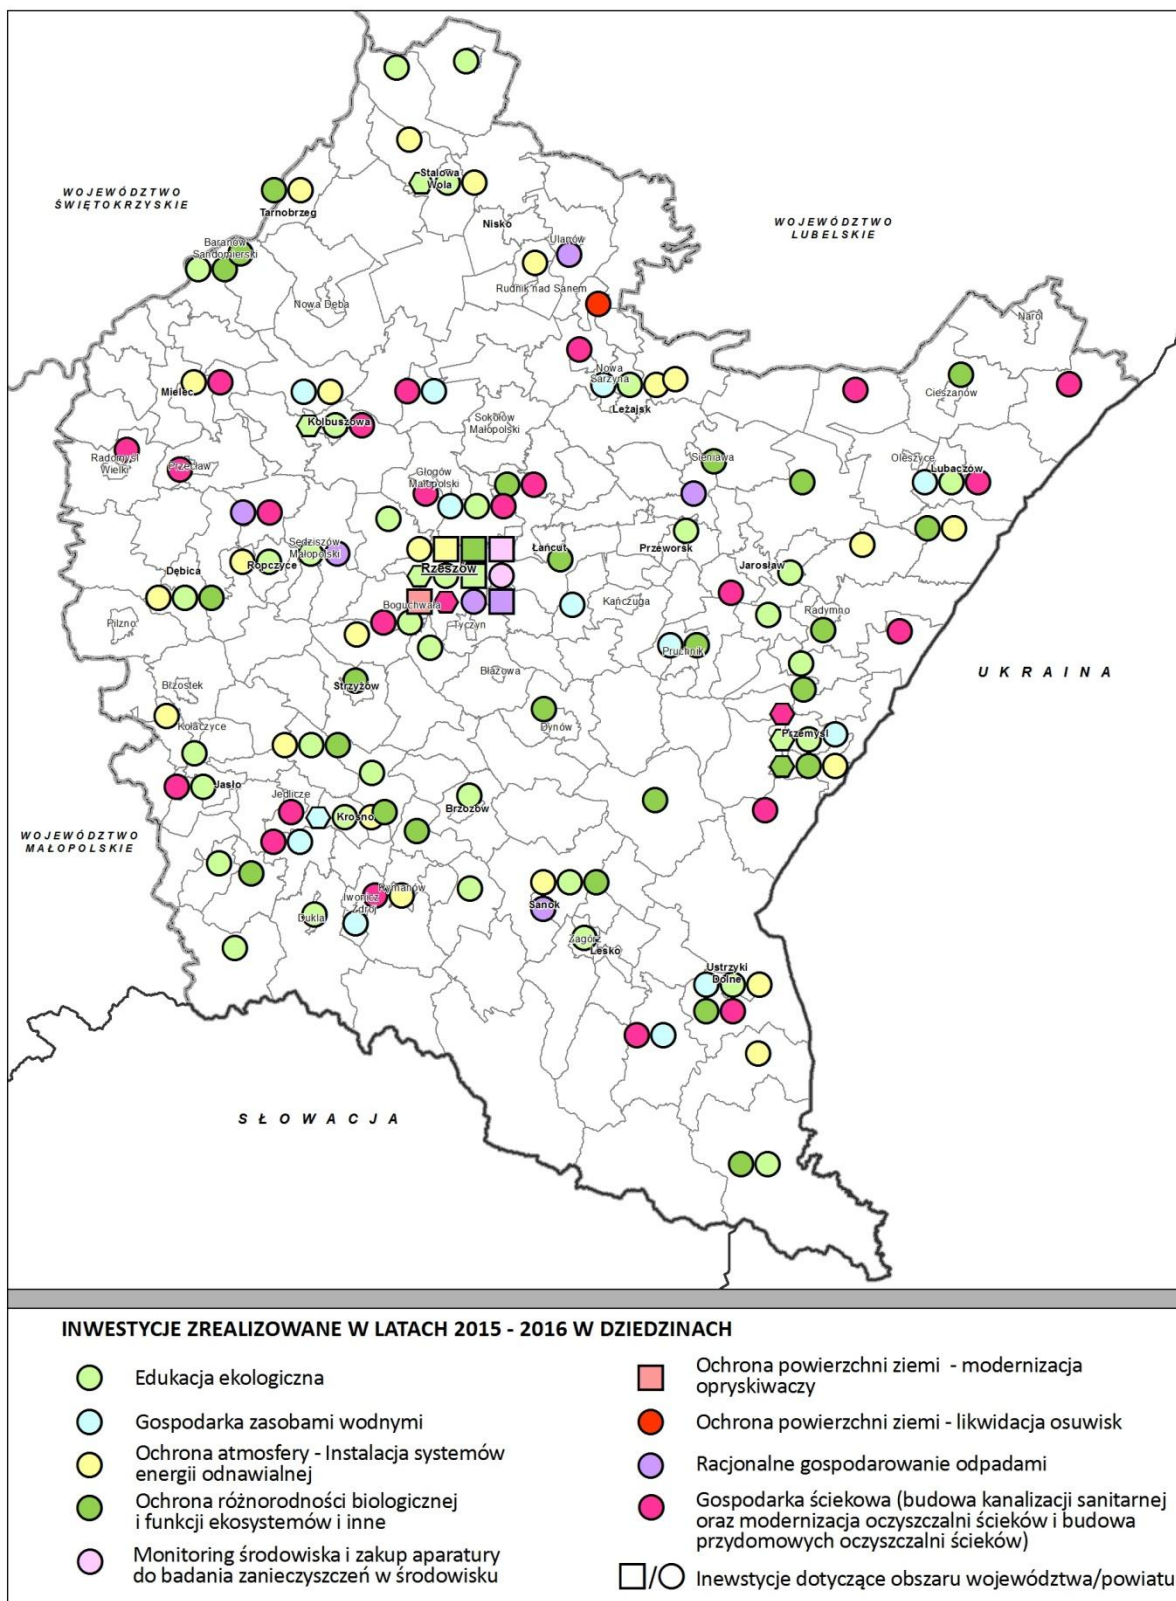 WOJEWÓDZTWO
ŚWIĘTOKRZYSKIE
Stalowa
Wola
Tarnobrzeg
WOJEWÓDZTWO
LUBELSKIE
Nisko
Ulanów
Baranów
Sandomierski
Rudnik nad Sanem
Nowa Dęba
Narol
Nowa
Sarzyna
Mielec
Leżajsk
Cieszanów
Kolbuszowa
Sokołów
Małopolski
Radomyśl
Wielki
Przecław
Głogów
Małopolski
Sieniawa
Oleszyce
Lubaczów
Sędziszów
Małopolski
Ropczyce
Łańcut
Przeworsk
Dębica
Rzeszów
Jarosław
Boguchwała
Kańczuga
Radymno
Pilzno
Tyczyn
Pruchnik
UKRAINA
Błażowa
Brzostek
Strzyżów
Kołaczyce
Dynów
Przemyśl
Jasło
Jedlicze
Brzozów
Krosno
WOJEWÓDZTWO
MAŁOPOLSKIE
Rymanów
Iwonicz
Zdrój
Sanok
Dukla
Zagórz
Lesko
Ustrzyki
Dolne
SŁOWACJA
INWESTYCJE ZREALIZOWANE W LATACH 2015 - 2016 W DZIEDZINACH
Edukacja ekologiczna
Gospodarka zasobami wodnymi
Ochrona atmosfery - Instalacja systemów
energii odnawialnej
Ochrona różnorodności biologicznej
i funkcji ekosystemów i inne
Monitoring środowiska i zakup aparatury
do badania zanieczyszczeń w środowisku
Ochrona powierzchni ziemi - modernizacja
opryskiwaczy
Ochrona powierzchni ziemi - likwidacja osuwisk
Racjonalne gospodarowanie odpadami
Gospodarka ściekowa (budowa kanalizacji sanitarnej
oraz modernizacja oczyszczalni ścieków i budowa
przydomowych oczyszczalni ścieków)
/ Inewstycje dotyczące obszaru województwa/powiatu